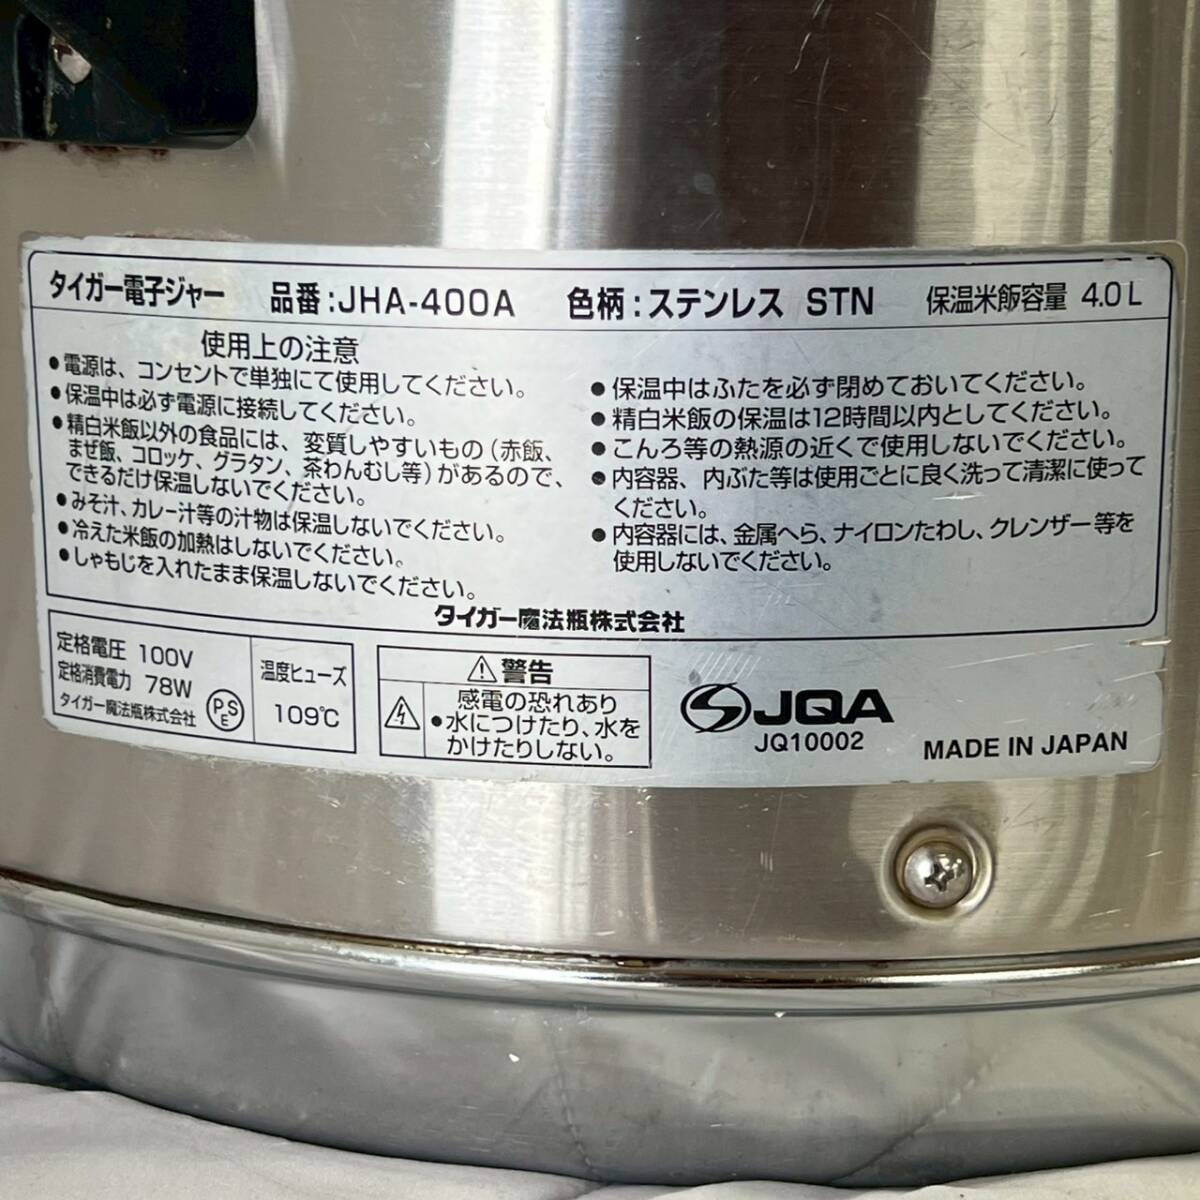 タイガー電子ジャー 品番:JHA-400A 色柄:ステンレス STN 保温米飯容量 4.0L
使用上の注意
●電源は、コンセントで単独にて使用してください。
●保温中は必ず電源に接続してください。
●精白米飯以外の食品には、変質しやすいもの(赤飯、
まぜ飯、コロッケ、グラタン、茶わんむし等)があるので、
できるだけ保温しないでください。
●みそ汁、カレー汁等の汁物は保温しないでください。
●冷えた米飯の加熱はしないでください。
●しゃもじを入れたまま保温しないでください。
●保温中はふたを必ず閉めておいてください。
●精白米飯の保温は12時間以内としてください。
●こんろ等の熱源の近くで使用しないでください。
●内容器、内ぶた等は使用ごとに良く洗って清潔に使って
ください。
●内容器には、金属へら、ナイロンたわし、クレンザー等を
使用しないでください。
タイガー魔法瓶株式会社
定格電圧 100V
定格消費電力 78W
タイガー魔法瓶株式会社
PSE
温度ヒューズ
109℃
⚠警告
感電の恐れあり
●水につけたり、水を
かけたりしない。
JQA
JQ10002
MADE IN JAPAN